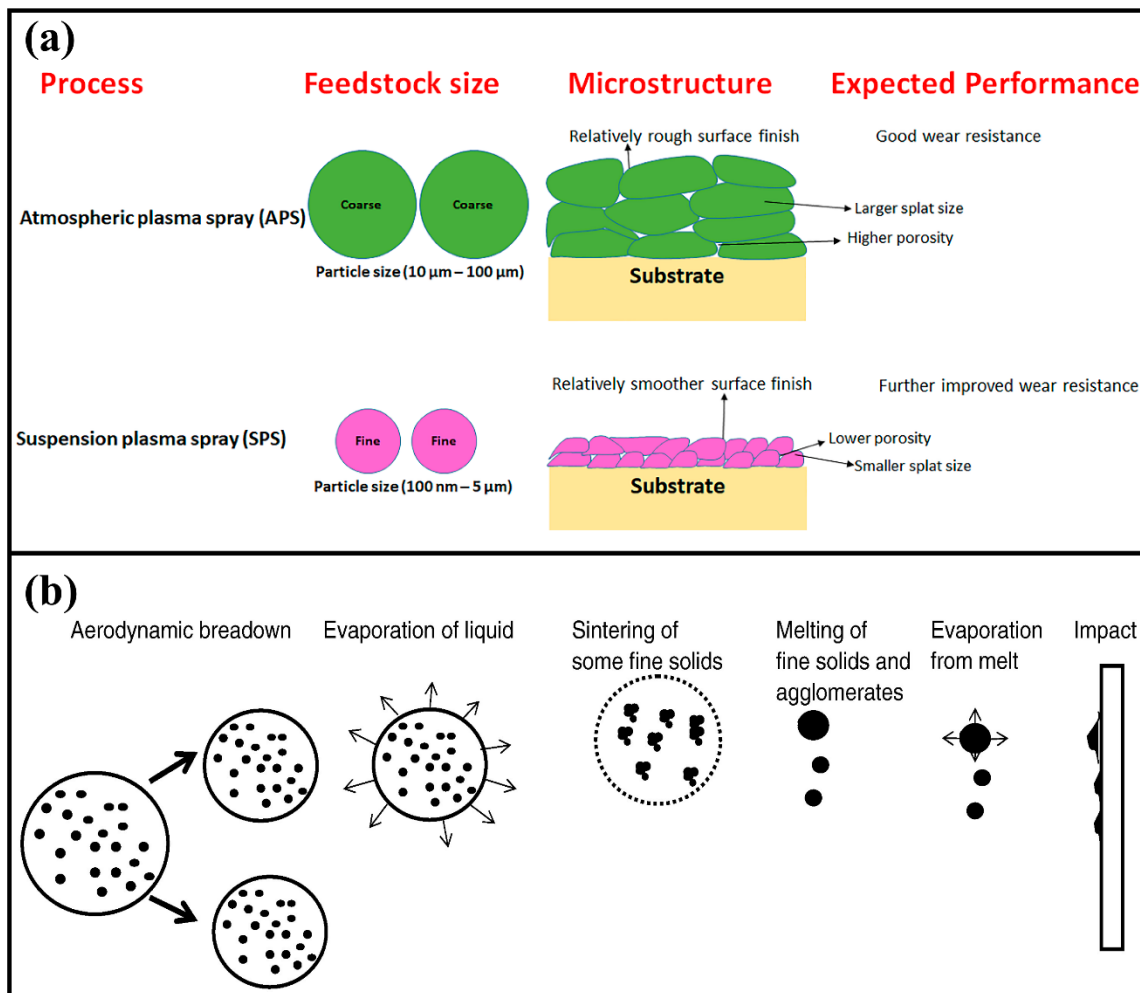 (a)
Process
Feedstock size
Microstructure
Expected Performance
Relatively rough surface finish
Good wear resistance
Coarse
Coarse
Atmospheric plasma spray (APS)
Larger splat size
Higher porosity
Particle size (10 µm – 100 µm)
Substrate
Relatively smoother surface finish
Further improved wear resistance
Suspension plasma spray (SPS)
Fine
Fine
Lower porosity
Smaller splat size
Particle size (100 nm – 5 µm)
Substrate
(b)
Aerodynamic breadown
Evaporation of liquid
Sintering of
some fine solids
Melting of
fine solids and
agglomerates
Evaporation
from melt
Impact